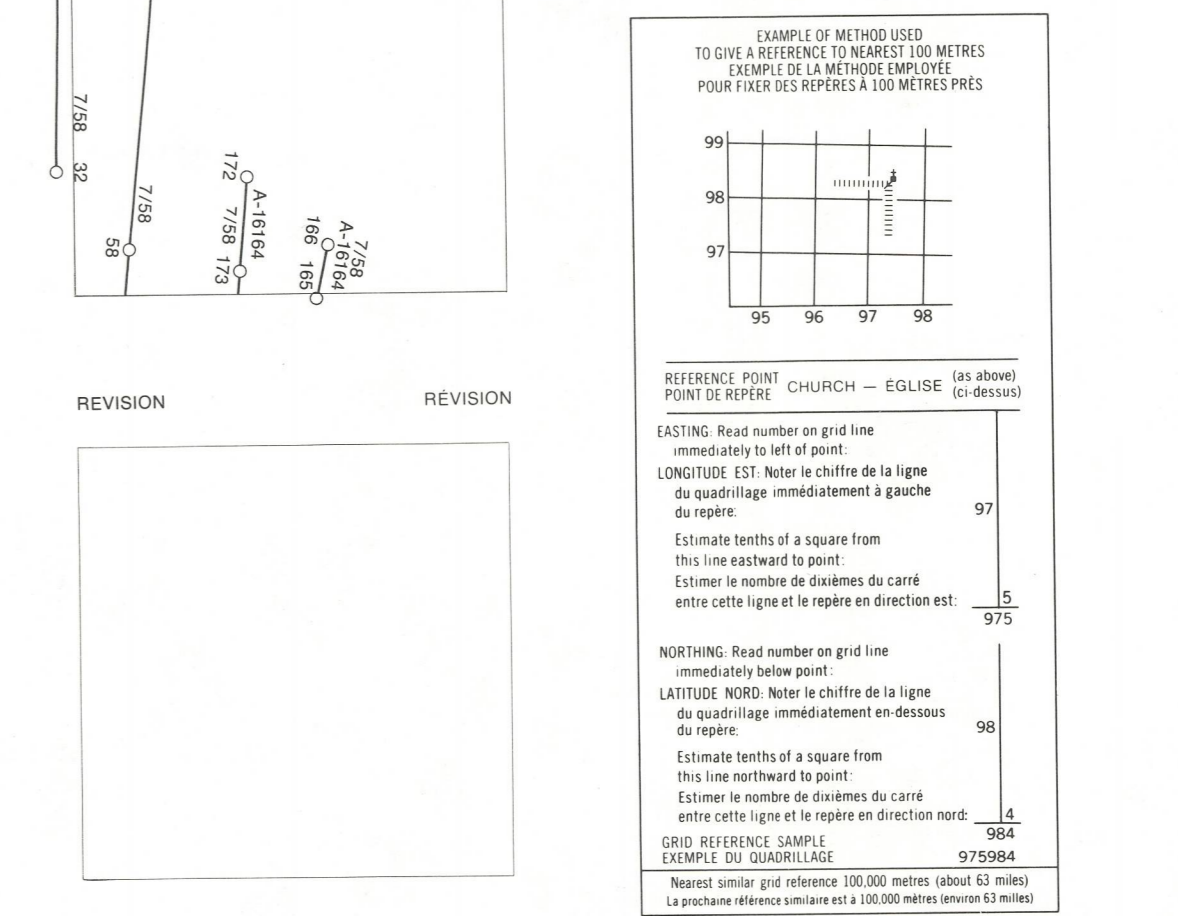 7/58
32
7/58
58
172
A-16164
7/58
173
7/58
A-16164
166
165
REVISION
RÉVISION
EXAMPLE OF METHOD USED
TO GIVE A REFERENCE TO NEAREST 100 METRES
EXEMPLE DE LA MÉTHODE EMPLOYÉE
POUR FIXER DES REPÈRES À 100 MÈTRES PRÈS
99
98
97
95 96 97 98
REFERENCE POINT
POINT DE REPÈRE
CHURCH — ÉGLISE
(as above)
(ci-dessus)
EASTING: Read number on grid line
immediately to left of point:
LONGITUDE EST: Noter le chiffre de la ligne
du quadrillage immédiatement à gauche
du repère: 97
Estimate tenths of a square from
this line eastward to point:
Estimer le nombre de dixièmes du carré
entre cette ligne et le repère en direction est: 5
975
NORTHING: Read number on grid line
immediately below point:
LATITUDE NORD: Noter le chiffre de la ligne
du quadrillage immédiatement en-dessous
du repère: 98
Estimate tenths of a square from
this line northward to point:
Estimer le nombre de dixièmes du carré
entre cette ligne et le repère en direction nord: 4
984
GRID REFERENCE SAMPLE
EXEMPLE DU QUADRILLAGE 975984
Nearest similar grid reference 100,000 metres (about 63 miles)
La prochaine référence similaire est à 100,000 mètres (environ 63 milles)